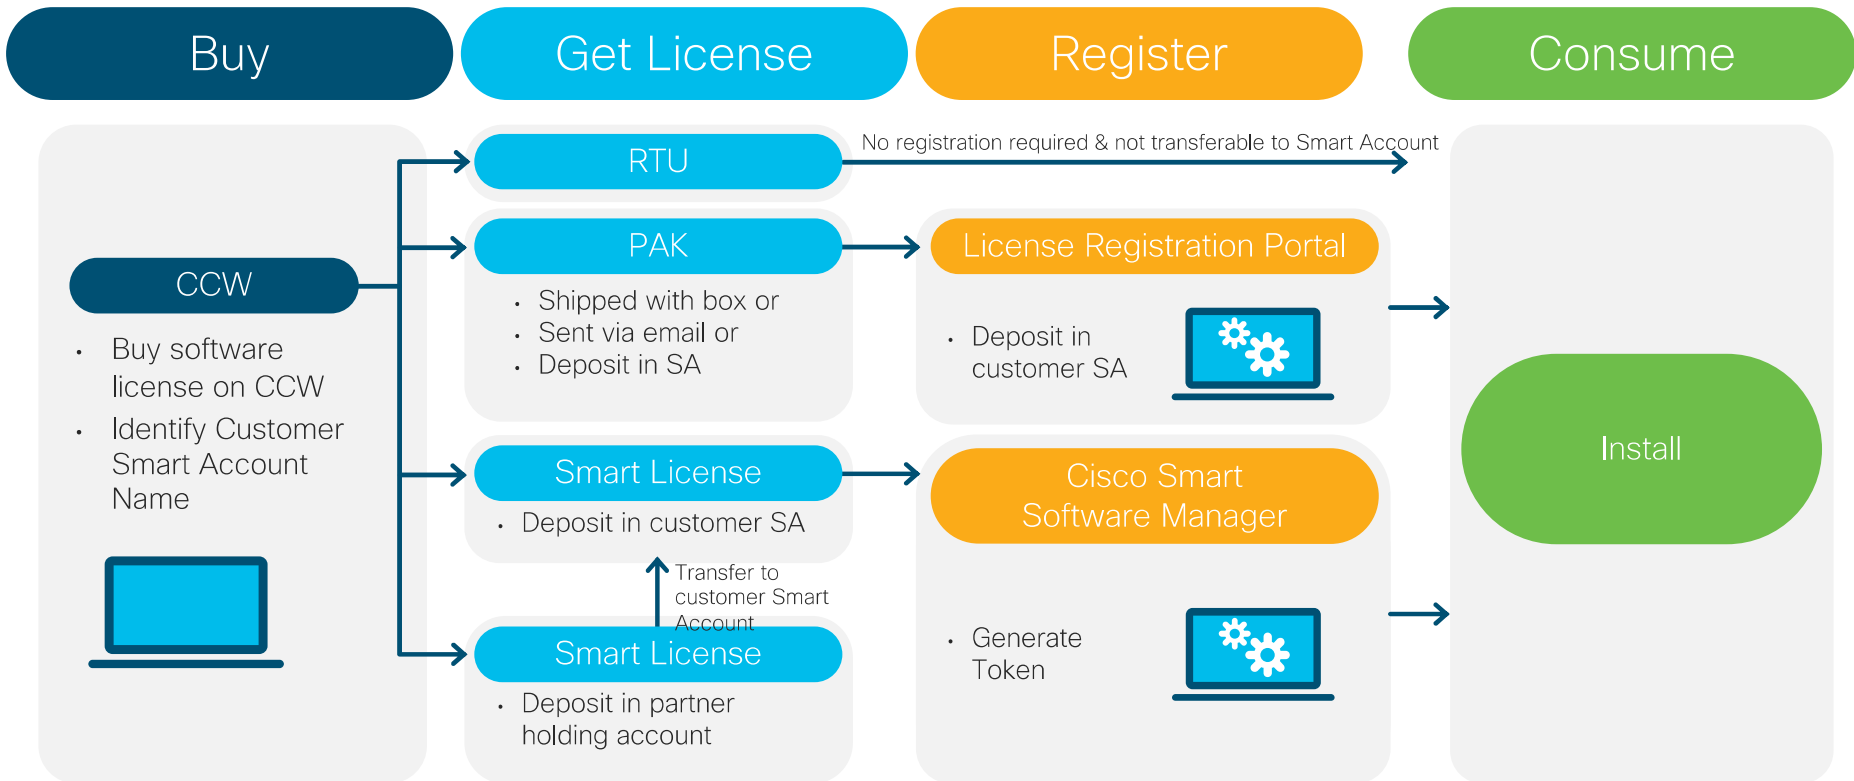 Buy
Get License
Register
Consume
CCW
• Buy software
license on CCW
• Identify Customer
Smart Account
Name
RTU
No registration required & not transferable to Smart Account
PAK
• Shipped with box or
• Sent via email or
• Deposit in SA
License Registration Portal
• Deposit in
customer SA
Smart License
• Deposit in customer SA
Transfer to
customer Smart
Account
Smart License
• Deposit in partner
holding account
Cisco Smart
Software Manager
• Generate
Token
Install